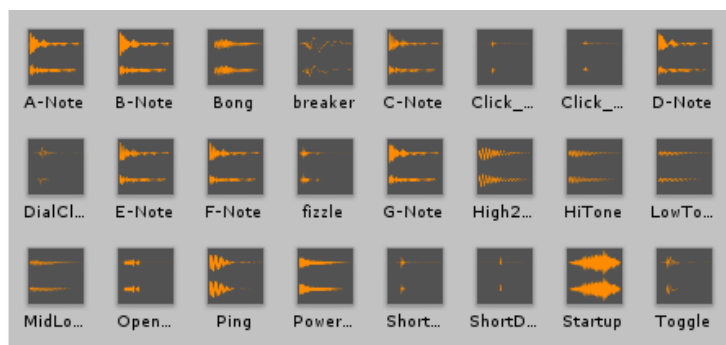 A-Note B-Note Bong breaker C-Note Click_... Click_... D-Note
DialCl... E-Note F-Note fizzle G-Note High2... HiTone LowTo...
MidLo... Open... Ping Power... Short... ShortD... Startup Toggle